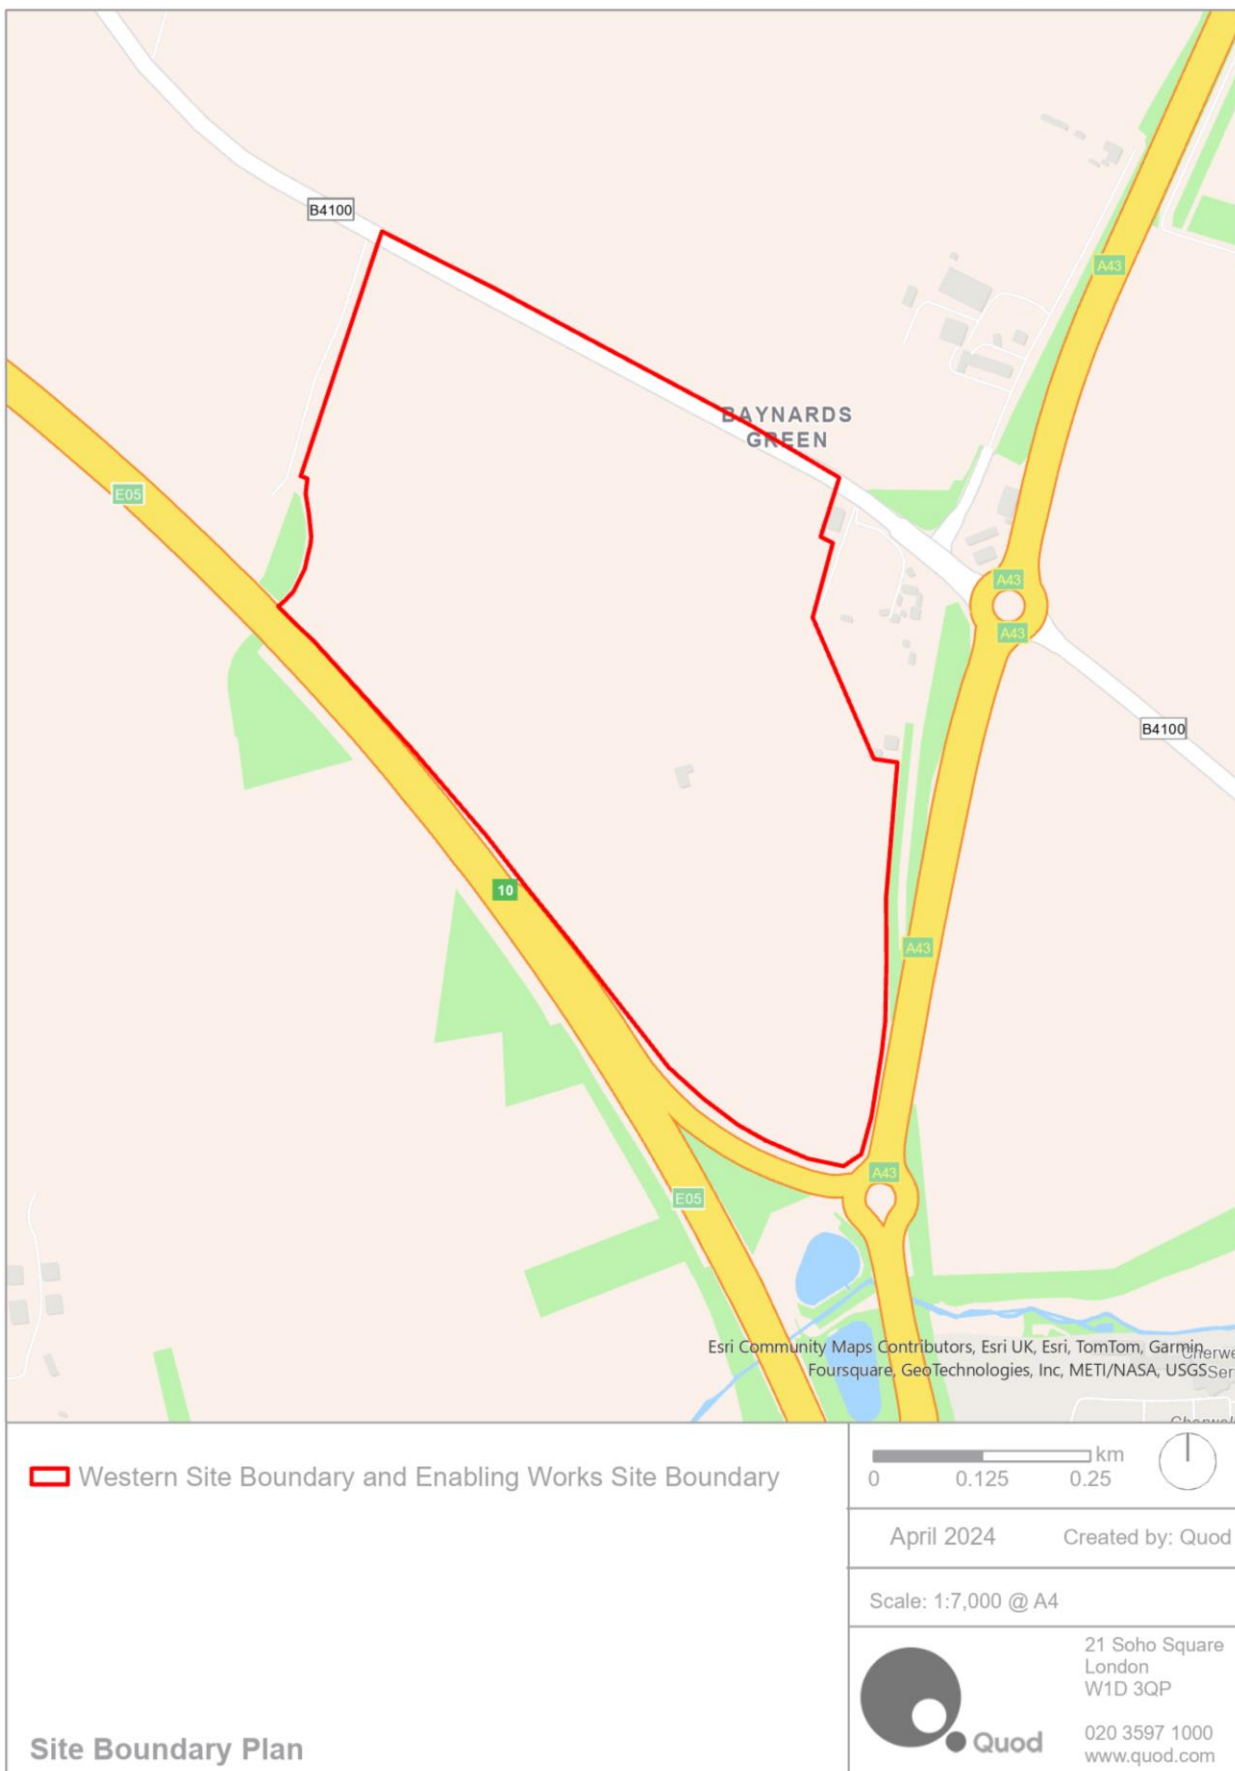 B4100
A43
BAYNARDS
GREEN
E05
A43
A43
B4100
10
A43
A43
E05
Esri Community Maps Contributors, Esri UK, Esri, TomTom, Garmin,
Foursquare, GeoTechnologies, Inc, METI/NASA, USGS
Western Site Boundary and Enabling Works Site Boundary
km
0 0.125 0.25
April 2024 Created by: Quod
Scale: 1:7,000 @ A4
21 Soho Square
London
W1D 3QP
Quod
020 3597 1000
www.quod.com
Site Boundary Plan